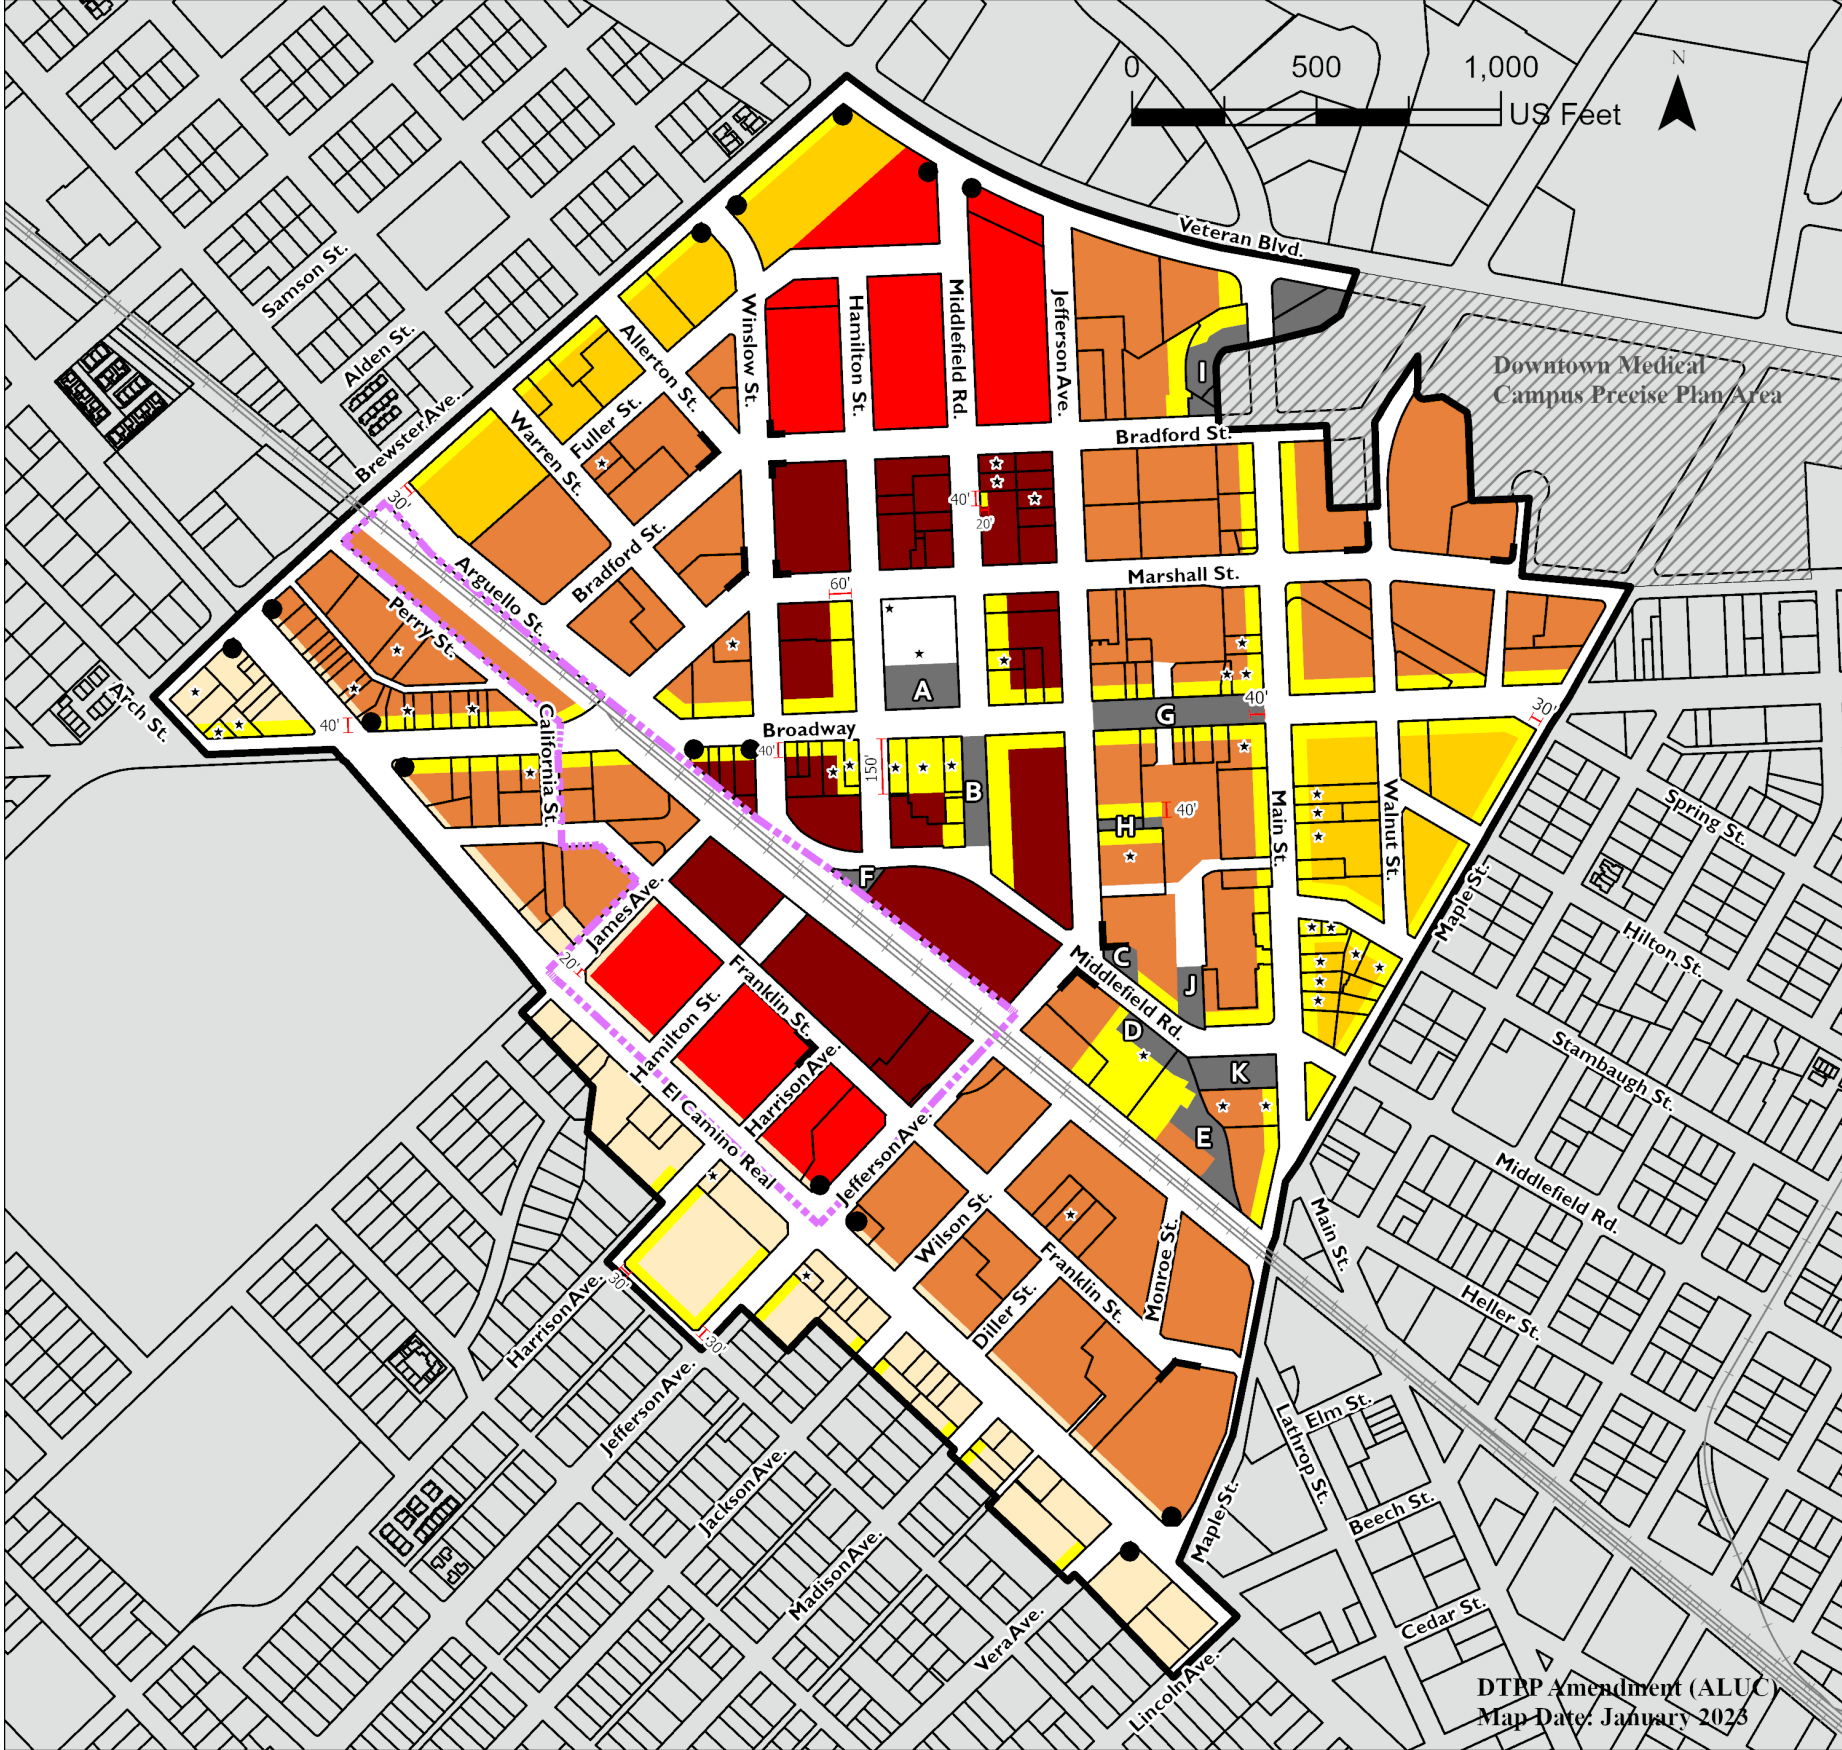 0 500 1,000
US Feet
N
Veteran Blvd.
Samson St.
Alden St.
Brewster Ave.
Winslow St.
Hamilton St.
Middlefield Rd.
Jefferson Ave.
Allerton St.
Fuller St.
Warren St.
I
Downtown Medical
Campus Precise Plan Area
Bradford St.
30'
40'
20'
Bradford St.
Arguello St.
Marshall St.
60'
Perry St.
Arch St.
A
G
40'
30'
40'
California St.
Broadway
40'
150'
B
H
40'
Main St.
Walnut St.
Spring St.
Maple St.
Hilton St.
F
James Ave.
20'
Franklin St.
Middlefield Rd.
C
J
D
K
E
Hamilton St.
Harrison Ave.
El Camino Real
Jefferson Ave.
Stambaugh St.
Middlefield Rd.
Main St.
Heller St.
Wilson St.
Franklin St.
Monroe St.
Diller St.
30'
30'
Harrison Ave.
Jefferson Ave.
Jackson Ave.
Madison Ave.
Vera Ave.
Lincoln Ave.
Maple St.
Lathrop St.
Elm St.
Beech St.
Cedar St.
DTPP Amendment (ALUC)
Map Date: January 2023